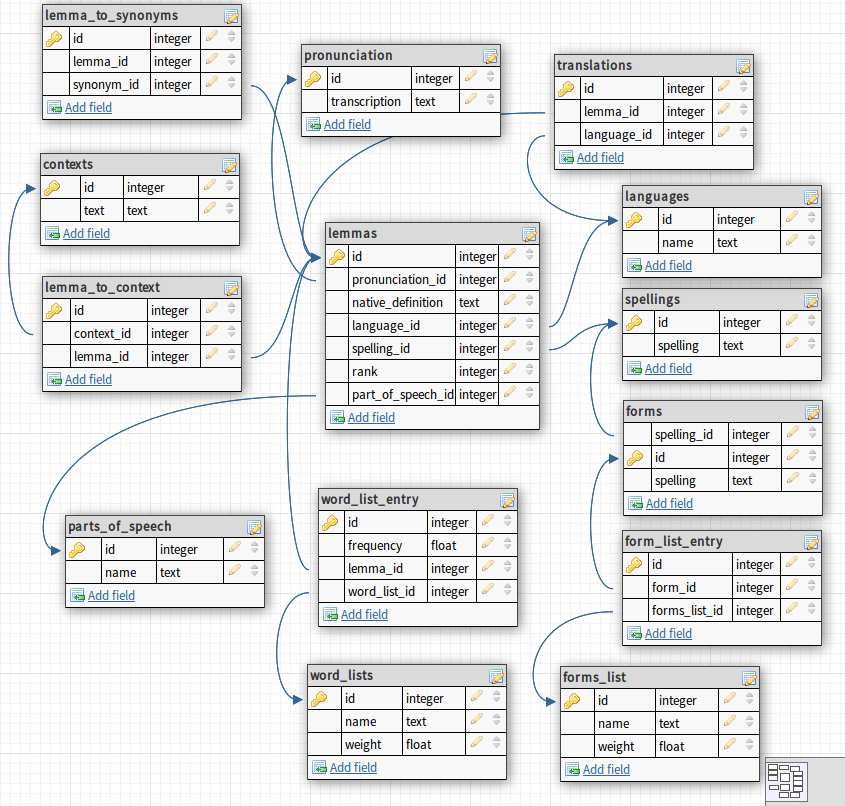 lemma_to_synonyms
id integer
lemma_id integer
synonym_id integer
Add field
pronunciation
id integer
transcription text
Add field
translations
id integer
lemma_id integer
language_id integer
Add field
contexts
id integer
text text
Add field
languages
id integer
name text
Add field
lemmas
id integer
pronunciation_id integer
native_definition text
language_id integer
spelling_id integer
rank integer
part_of_speech_id integer
Add field
lemma_to_context
id integer
context_id integer
lemma_id integer
Add field
spellings
id integer
spelling text
Add field
forms
spelling_id integer
id integer
spelling text
Add field
word_list_entry
id integer
frequency float
lemma_id integer
word_list_id integer
Add field
parts_of_speech
id integer
name text
Add field
form_list_entry
id integer
form_id integer
forms_list_id integer
Add field
word_lists
id integer
name text
weight float
Add field
forms_list
id integer
name text
weight float
Add field